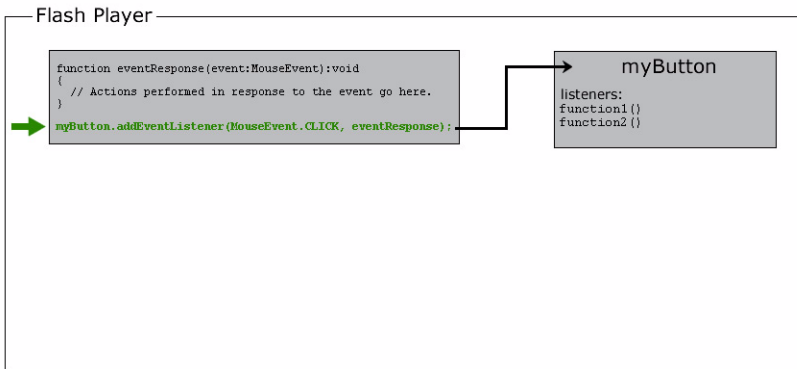 Flash Player
function eventResponse(event:MouseEvent):void
{
// Actions performed in response to the event go here.
}
myButton.addEventListener(MouseEvent.CLICK, eventResponse);
myButton
listeners:
function1()
function2()